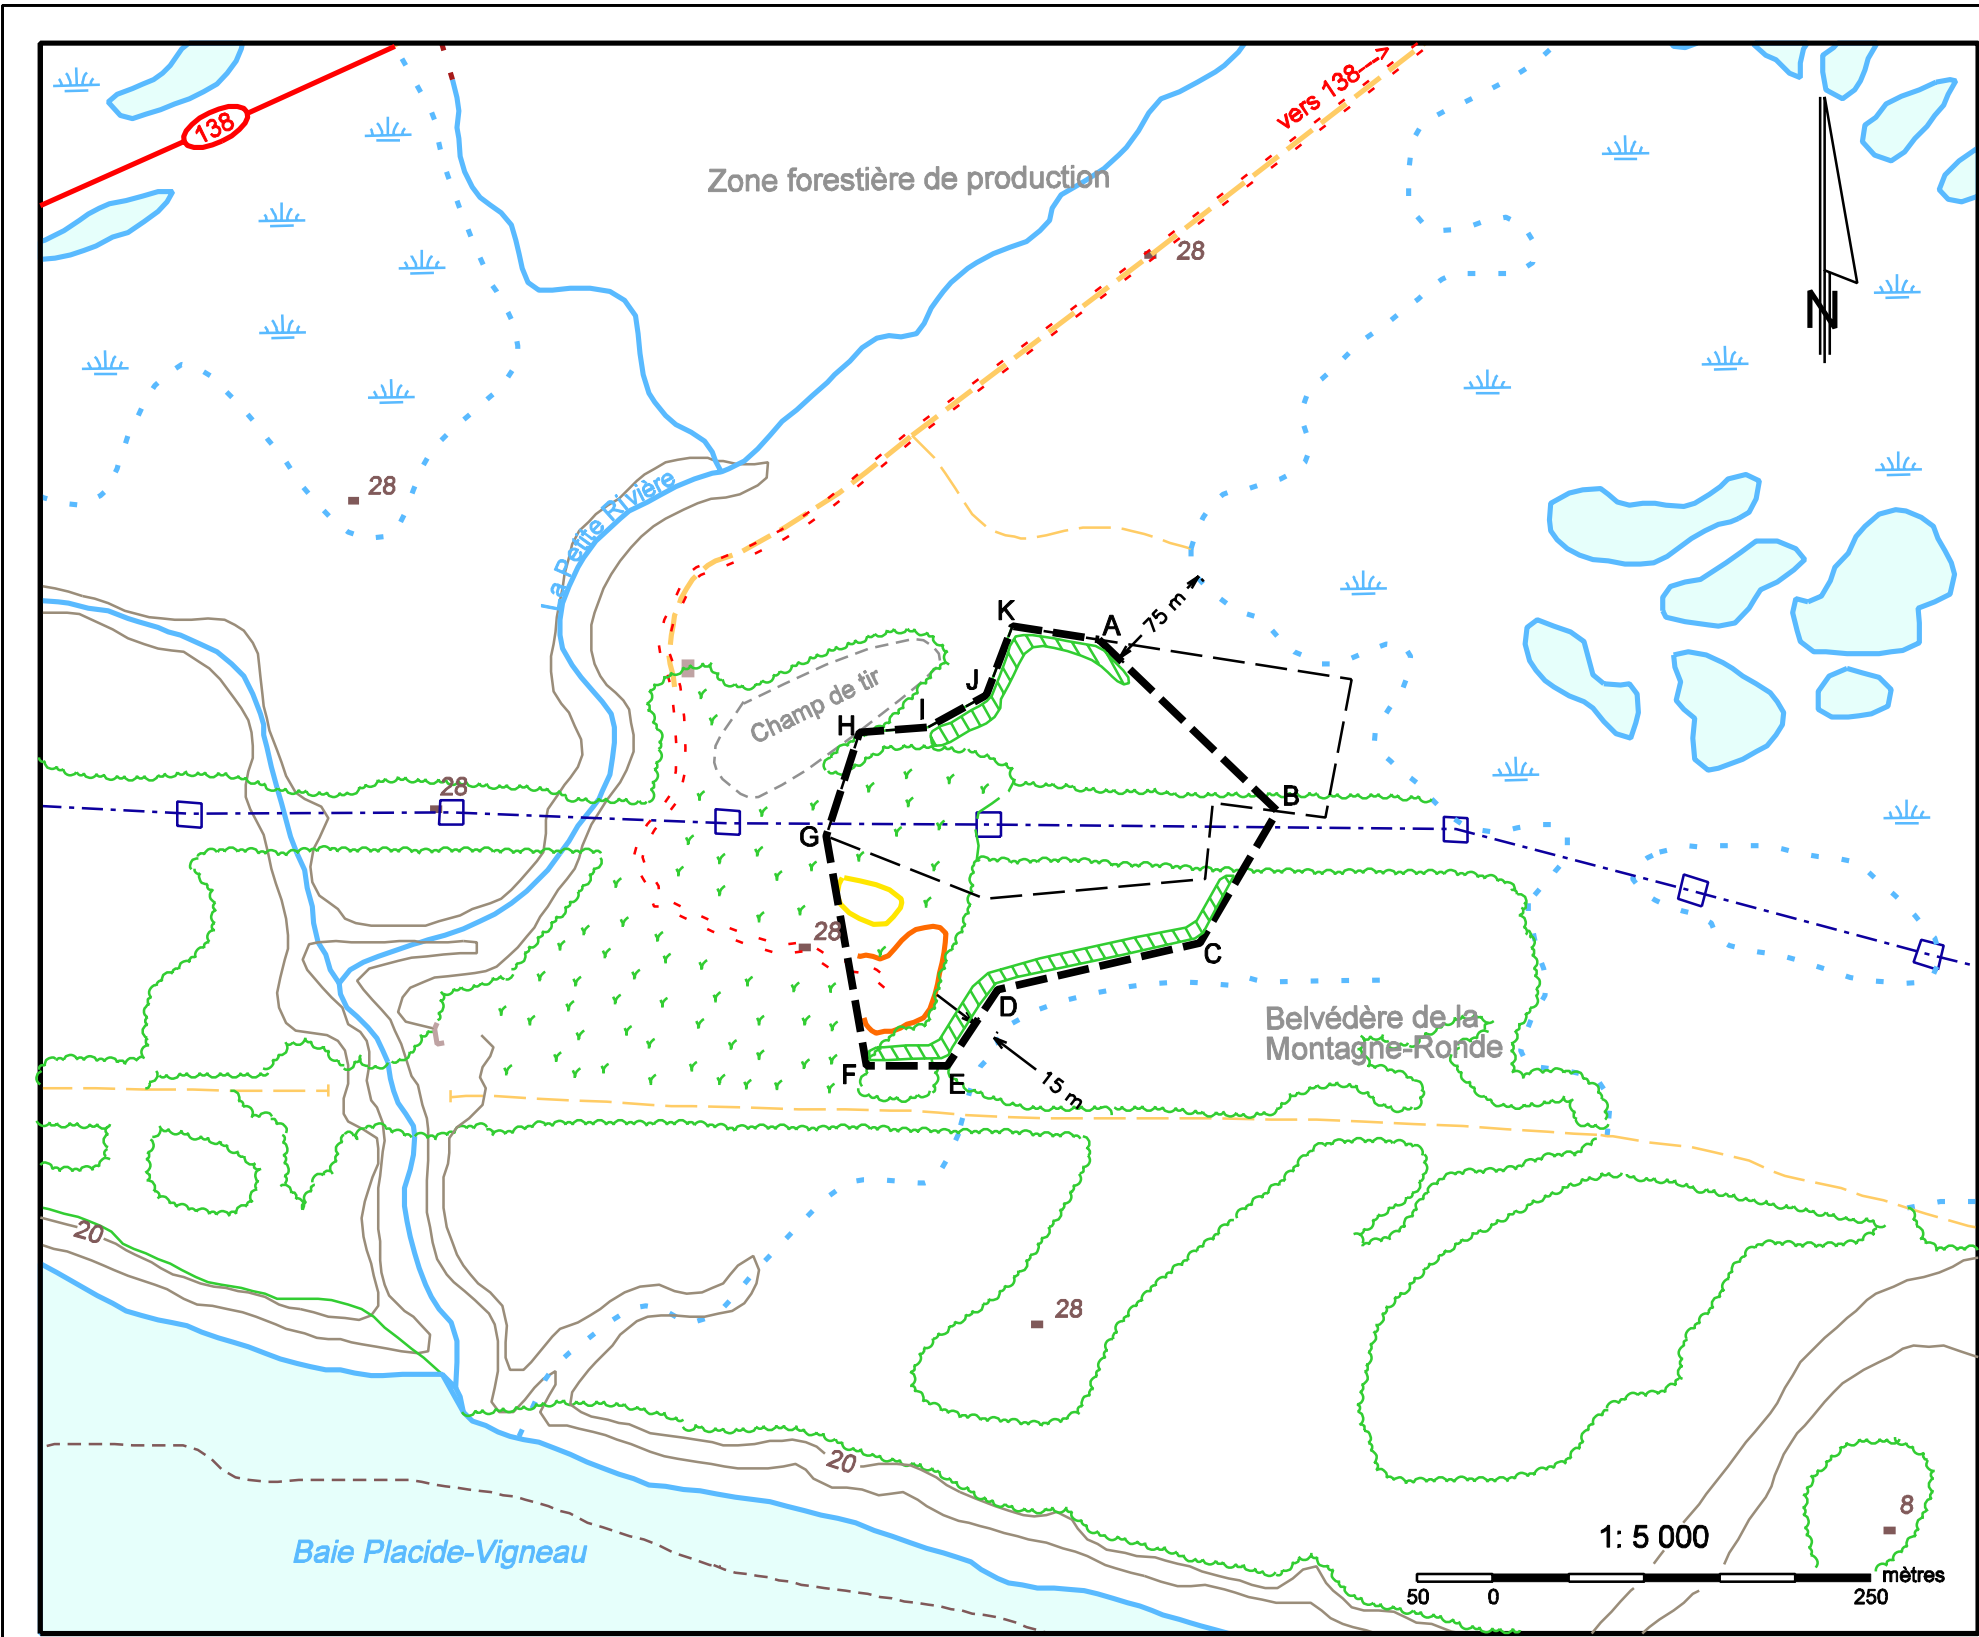 138
vers 138
Zone forestière de production
28
N
28
La Petite Rivière
75 m
K
A
J
Champ de tir
H
I
28
B
G
28
C
D
Belvédère de la
Montagne-Ronde
F
E
15 m
20
28
20
8
Baie Placide-Vigneau
1: 5 000
mètres
50
0
250